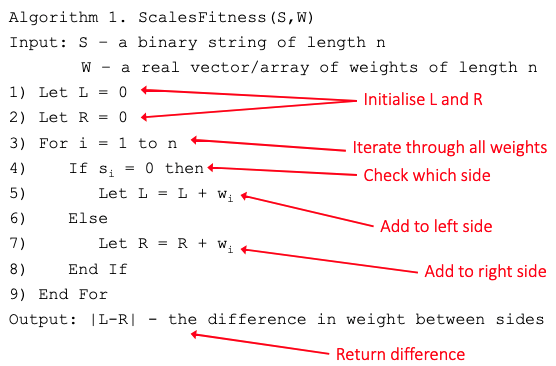 Algorithm 1. ScalesFitness(S,W)
Input: S – a binary string of length n
W – a real vector/array of weights of length n
1) Let L = 0
2) Let R = 0
Initialise L and R
3) For i = 1 to n
Iterate through all weights
4) If si = 0 then
Check which side
5) Let L = L + wi
Add to left side
6) Else
7) Let R = R + wi
Add to right side
8) End If
9) End For
Output: |L-R| - the difference in weight between sides
Return difference